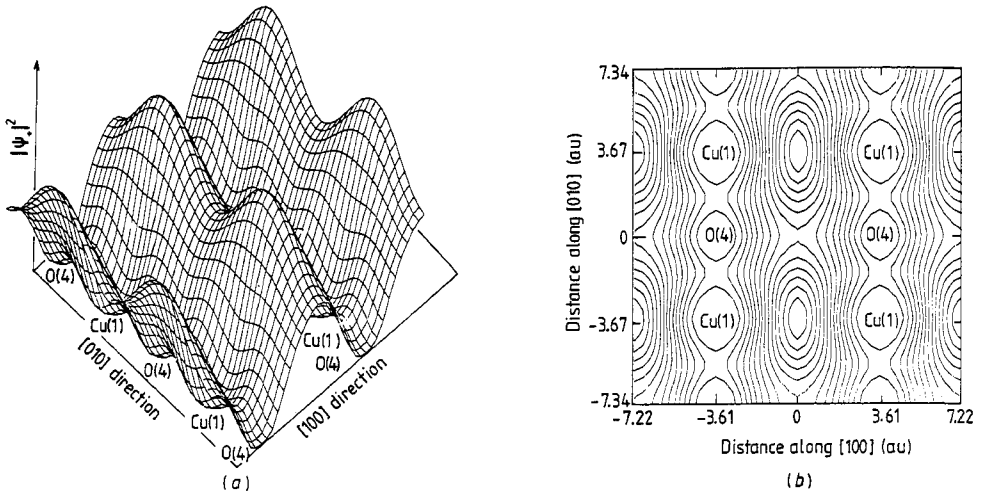 |ψ₊|²
O(4)
Cu(1)
O(4)
Cu(1)
O(4)
Cu(1)
O(4)
[010] direction
[100] direction
(a)
Distance along [010] (au)
7.34
3.67
0
-3.67
-7.34
Cu(1) Cu(1)
O(4) O(4)
Cu(1) Cu(1)
-7.22 -3.61 0 3.61 7.22
Distance along [100] (au)
(b)